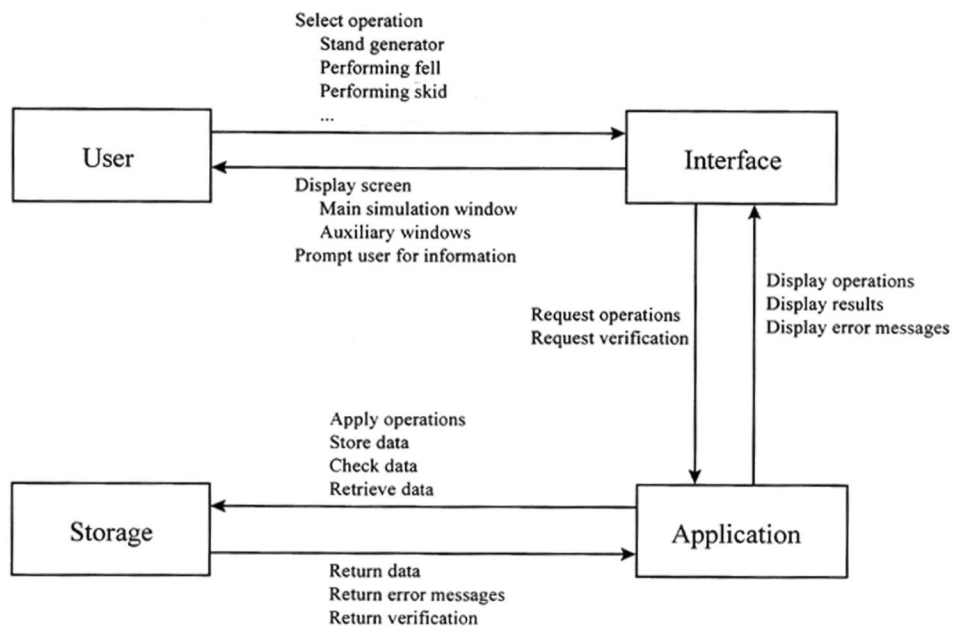 Select operation
Stand generator
Performing fell
Performing skid
...
User
Interface
Display screen
Main simulation window
Auxiliary windows
Prompt user for information
Request operations
Request verification
Display operations
Display results
Display error messages
Apply operations
Store data
Check data
Retrieve data
Storage
Application
Return data
Return error messages
Return verification